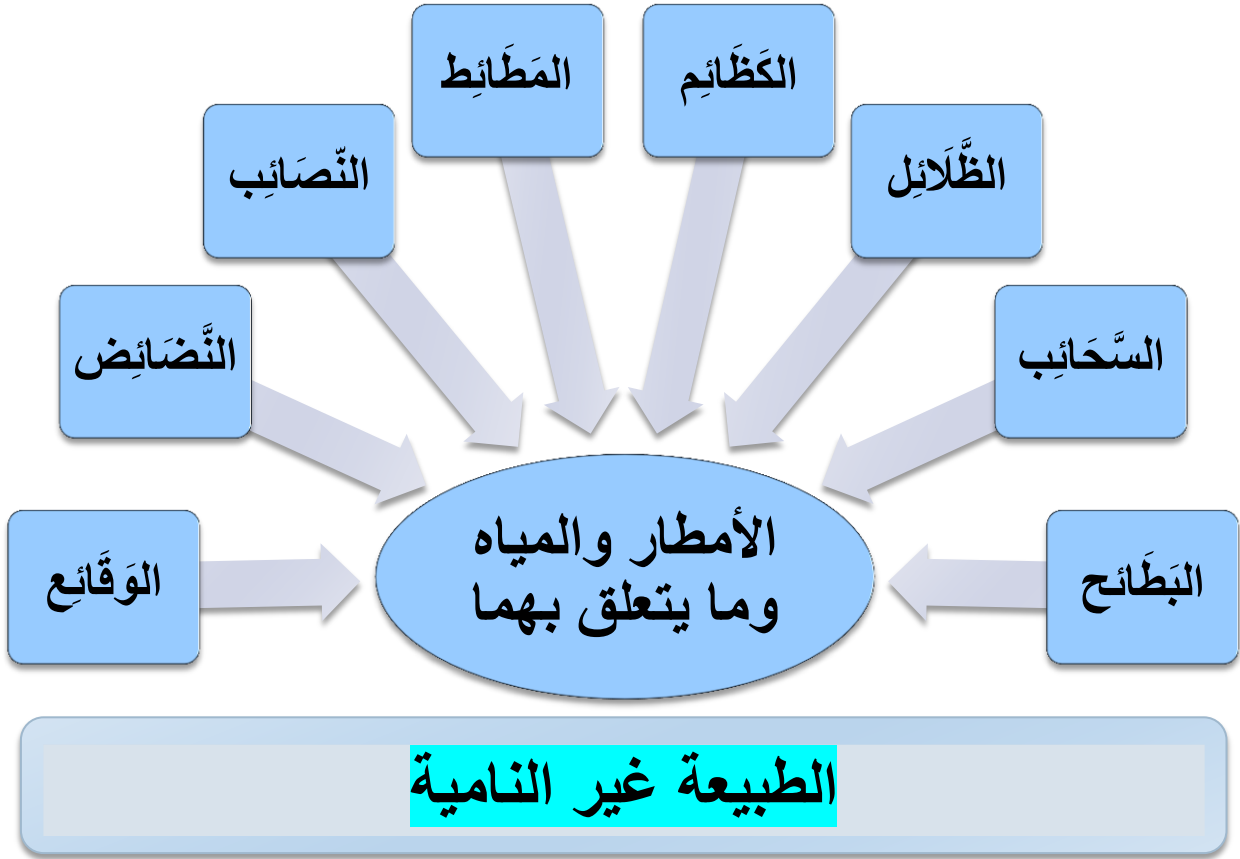 الكَظَائِم
المَطَائِط
الظَّلَائِل
النّصَائِب
السَّحَائِب
النَّضَائِض
البَطَائح
الوَقَائِع
الأمطار والمياه
وما يتعلق بهما
الطبيعة غير النامية